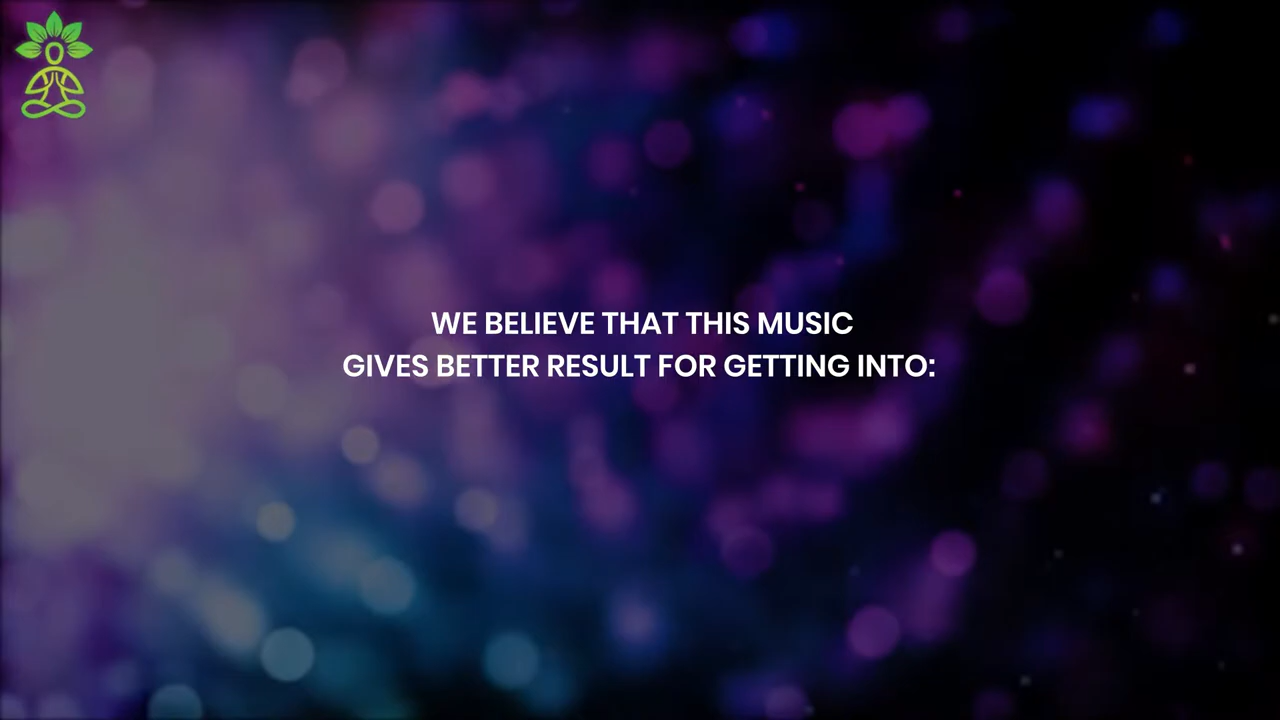 WE BELIEVE THAT THIS MUSIC
GIVES BETTER RESULT FOR GETTING INTO: